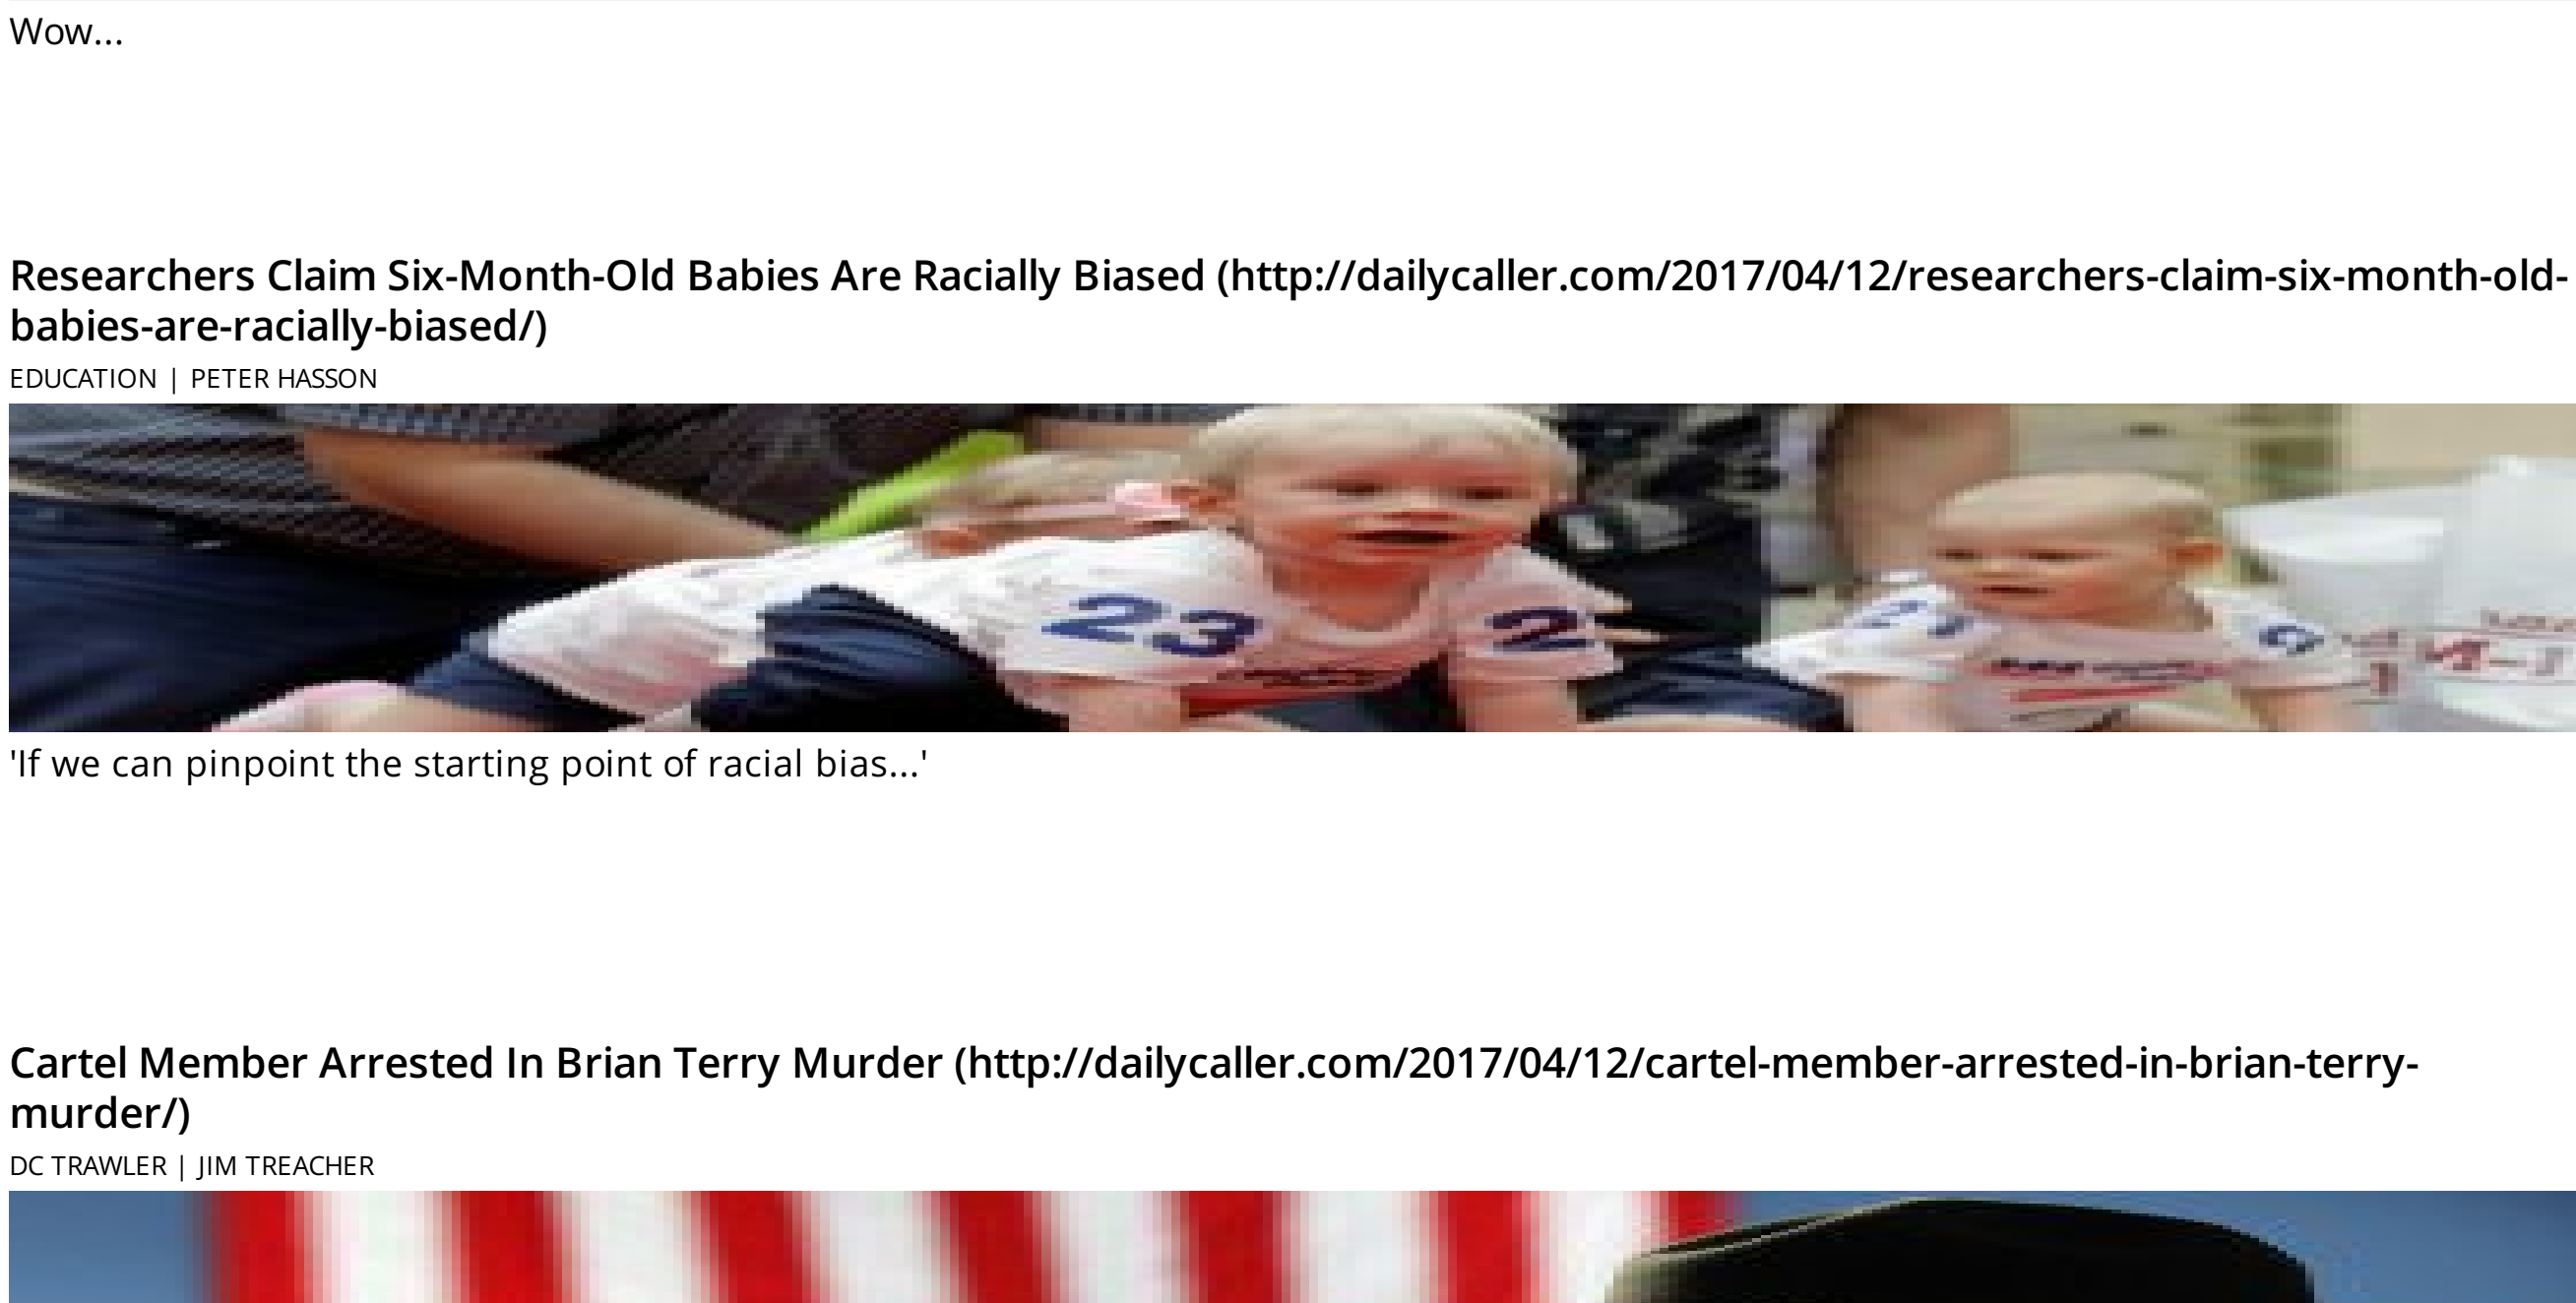 Wow...
Researchers Claim Six-Month-Old Babies Are Racially Biased (http://dailycaller.com/2017/04/12/researchers-claim-six-month-old-
babies-are-racially-biased/)
EDUCATION | PETER HASSON
23 2
'If we can pinpoint the starting point of racial bias...'
Cartel Member Arrested In Brian Terry Murder (http://dailycaller.com/2017/04/12/cartel-member-arrested-in-brian-terry-
murder/)
DC TRAWLER | JIM TREACHER